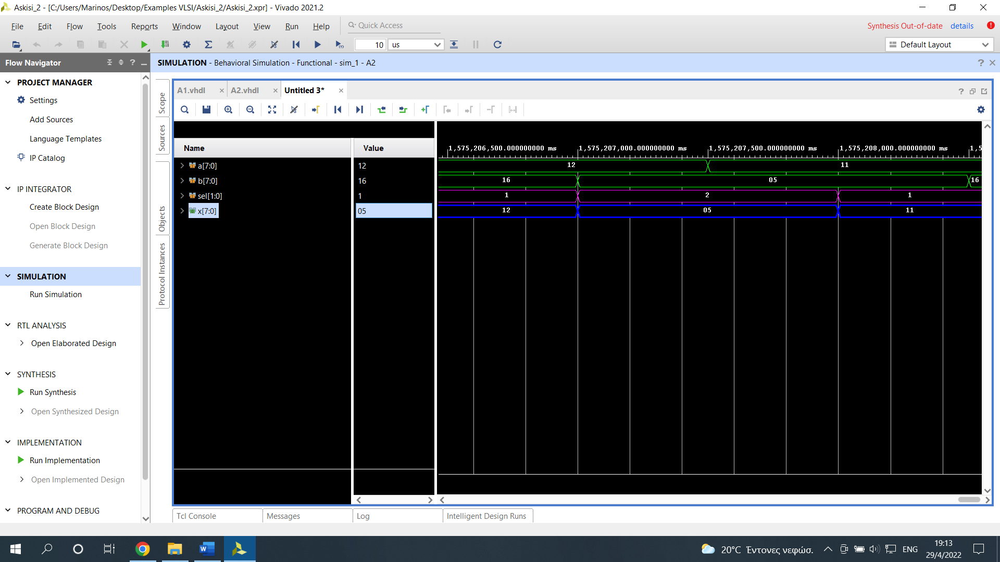 Askisi_2 - [C:/Users/Marinos/Desktop/Examples VLSI/Askisi_2/Askisi_2.xpr] - Vivado 2021.2
File Edit Flow Tools Reports Window Layout View Run Help Quick Access
Synthesis Out-of-date details
10 us
Default Layout
Flow Navigator
SIMULATION - Behavioral Simulation - Functional - sim_1 - A2
PROJECT MANAGER
Settings
Add Sources
Language Templates
IP Catalog
IP INTEGRATOR
Create Block Design
Open Block Design
Generate Block Design
SIMULATION
Run Simulation
RTL ANALYSIS
Open Elaborated Design
SYNTHESIS
Run Synthesis
Open Synthesized Design
IMPLEMENTATION
Run Implementation
Open Implemented Design
PROGRAM AND DEBUG
Scope
Sources
Objects
Protocol Instances
A1.vhdl A2.vhdl Untitled 3*
Name Value
1,575,206,500.000000000 ms 1,575,207,000.000000000 ms 1,575,207,500.000000000 ms 1,575,208,000.000000000 ms 1,5
a[7:0] 12 12 11
b[7:0] 16 16 05 16
sel[1:0] 1 1 2 1
x[7:0] 05 12 05 11
Tcl Console Messages Log Intelligent Design Runs
20°C Έντονες νεφώσ. ENG
19:13
29/4/2022